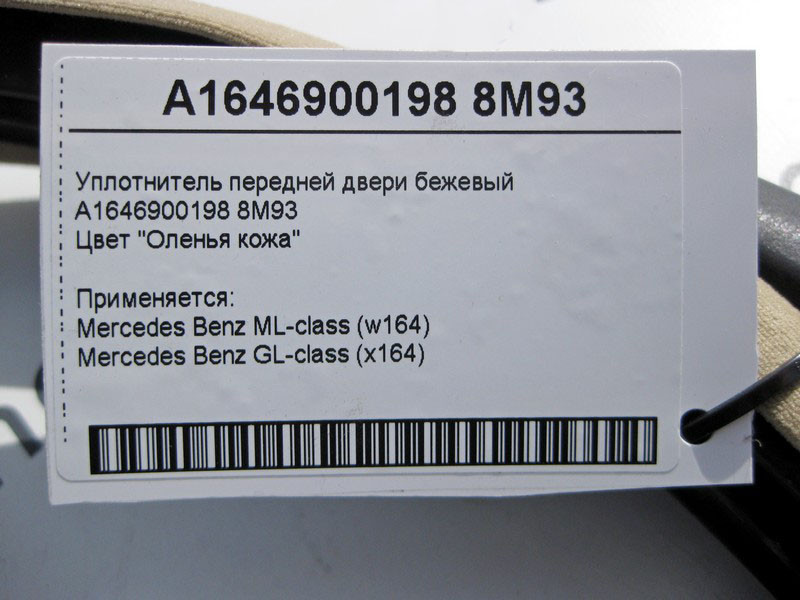 A1646900198 8M93
Уплотнитель передней двери бежевый
A1646900198 8M93
Цвет "Оленья кожа"
Применяется:
Mercedes Benz ML-class (w164)
Mercedes Benz GL-class (x164)